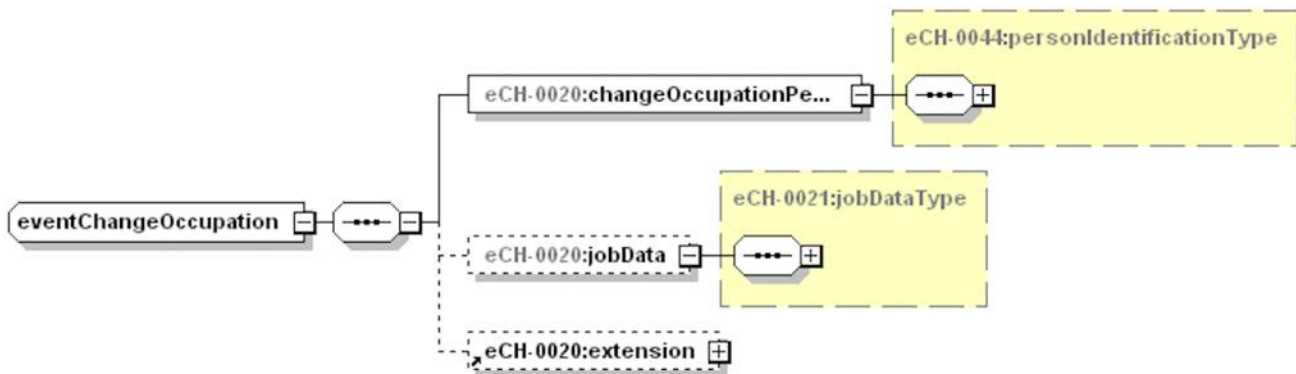 eCH-0044:personIdentificationType
eCH-0020:changeOccupationPe...
eCH-0021:jobDataType
eventChangeOccupation
eCH-0020:jobData
eCH-0020:extension